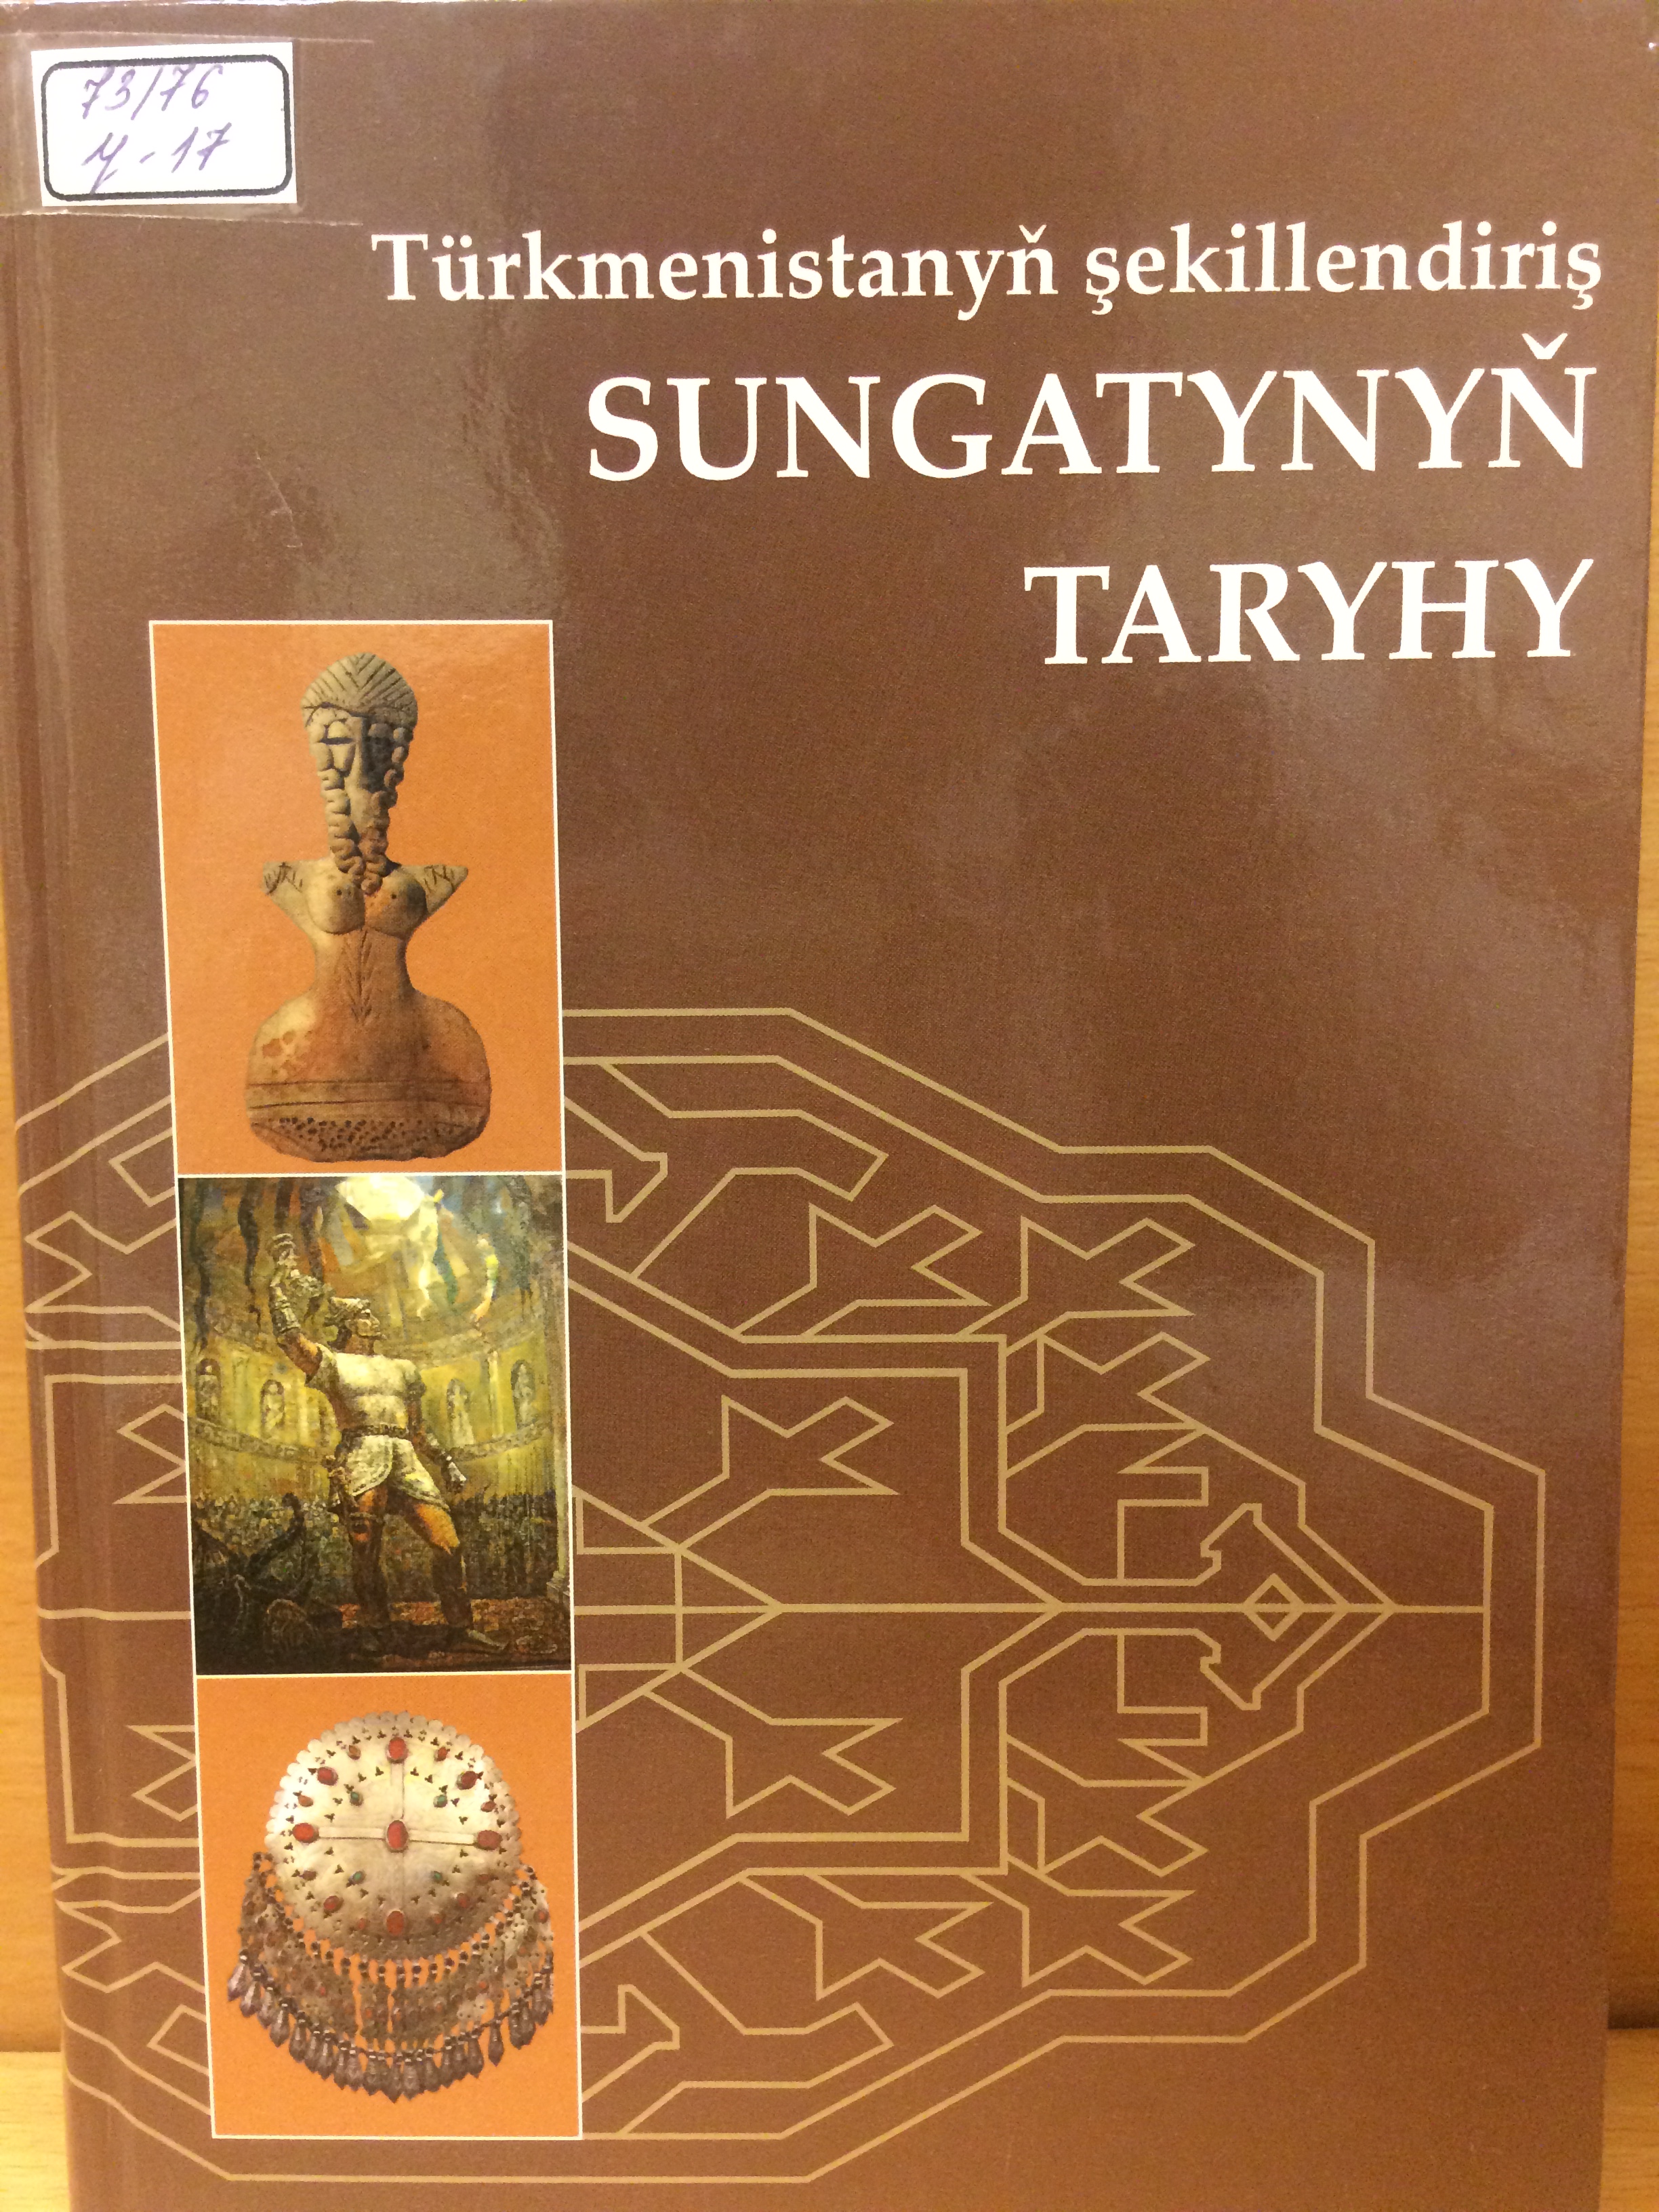 73/76
Ч-17
Türkmenistanyň şekillendiriş
SUNGATYNYŇ
TARYHY